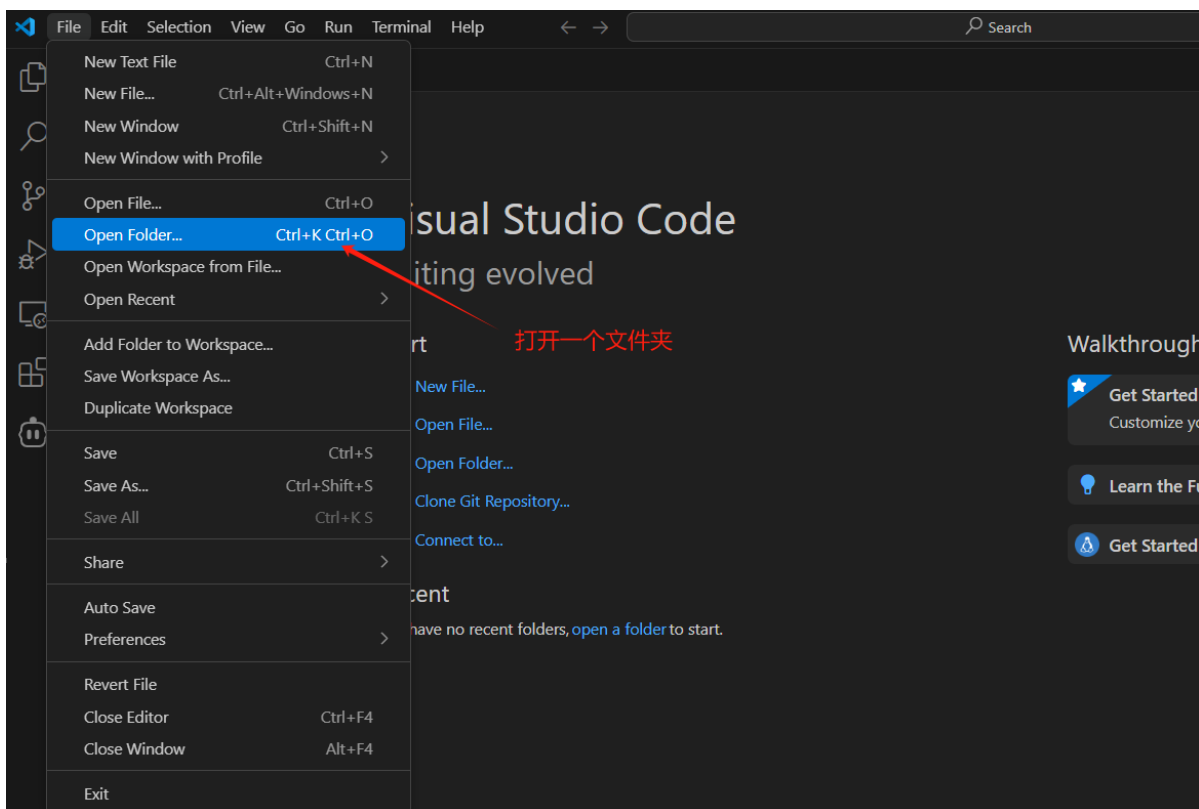 File Edit Selection View Go Run Terminal Help Search
New Text File Ctrl+N
New File... Ctrl+Alt+Windows+N
New Window Ctrl+Shift+N
New Window with Profile
Open File... Ctrl+O
Open Folder... Ctrl+K Ctrl+O
Open Workspace from File...
Open Recent
Add Folder to Workspace...
Save Workspace As...
Duplicate Workspace
Save Ctrl+S
Save As... Ctrl+Shift+S
Save All Ctrl+K S
Share
Auto Save
Preferences
Revert File
Close Editor Ctrl+F4
Close Window Alt+F4
Exit
isual Studio Code
iting evolved
打开一个文件夹
rt
New File...
Open File...
Open Folder...
Clone Git Repository...
Connect to...
cent
have no recent folders, open a folder to start.
Walkthrough
Get Started
Customize yo
Learn the Fu
Get Started